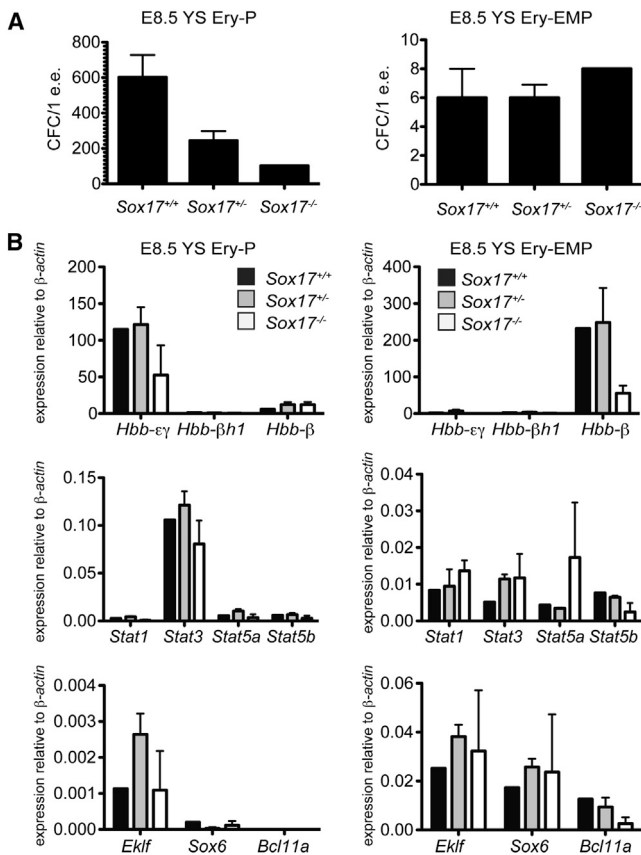 A
E8.5 YS Ery-P
CFC/1 e.e.
800
600
400
200
0
Sox17+/+ Sox17+/- Sox17-/-
E8.5 YS Ery-EMP
CFC/1 e.e.
10
8
6
4
2
0
Sox17+/+ Sox17+/- Sox17-/-
B
E8.5 YS Ery-P
expression relative to β-actin
200
150
100
50
0
Sox17+/+
Sox17+/-
Sox17-/-
Hbb-εγ Hbb-βh1 Hbb-β
E8.5 YS Ery-EMP
expression relative to β-actin
400
300
200
100
0
Sox17+/+
Sox17+/-
Sox17-/-
Hbb-εγ Hbb-βh1 Hbb-β
expression relative to β-actin
0.15
0.10
0.05
0.00
Stat1 Stat3 Stat5a Stat5b
expression relative to β-actin
0.04
0.03
0.02
0.01
0.00
Stat1 Stat3 Stat5a Stat5b
expression relative to β-actin
0.004
0.003
0.002
0.001
0.000
Eklf Sox6 Bcl11a
expression relative to β-actin
0.06
0.04
0.02
0.00
Eklf Sox6 Bcl11a